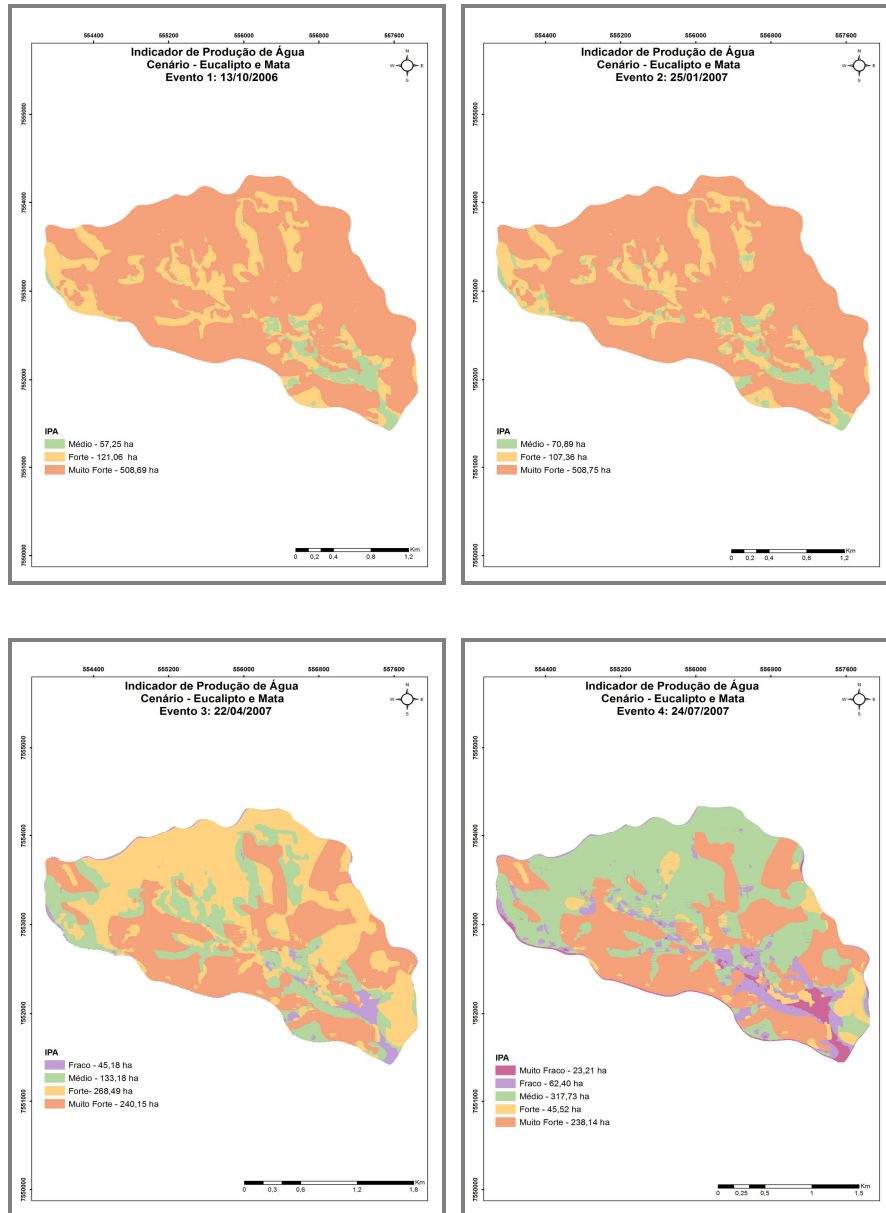 554400 555200 556000 556800 557600
Indicador de Produção de Água
Cenário - Eucalipto e Mata
Evento 1: 13/10/2006
N
W E
S
7555000
7554000
7553000
7552000
7551000
7550000
IPA
Médio - 57,25 ha
Forte - 121,06 ha
Muito Forte - 508,69 ha
Km
0 0,2 0,4 0,8 1,2
554400 555200 556000 556800 557600
Indicador de Produção de Água
Cenário - Eucalipto e Mata
Evento 2: 25/01/2007
N
W E
S
7555000
7554000
7553000
7552000
7551000
7550000
IPA
Médio - 70,89 ha
Forte - 107,36 ha
Muito Forte - 508,75 ha
Km
0 0,2 0,4 0,8 1,2
554400 555200 556000 556800 557600
Indicador de Produção de Água
Cenário - Eucalipto e Mata
Evento 3: 22/04/2007
N
W E
S
7555000
7554000
7553000
7552000
7551000
7550000
IPA
Fraco - 45,18 ha
Médio - 133,18 ha
Forte- 268,49 ha
Muito Forte - 240,15 ha
Km
0 0,3 0,6 1,2 1,8
554400 555200 556000 556800 557600
Indicador de Produção de Água
Cenário - Eucalipto e Mata
Evento 4: 24/07/2007
N
W E
S
7555000
7554000
7553000
7552000
7551000
7550000
IPA
Muito Fraco - 23,21 ha
Fraco - 62,40 ha
Médio - 317,73 ha
Forte - 45,52 ha
Muito Forte - 238,14 ha
Km
0 0,25 0,5 1 1,5